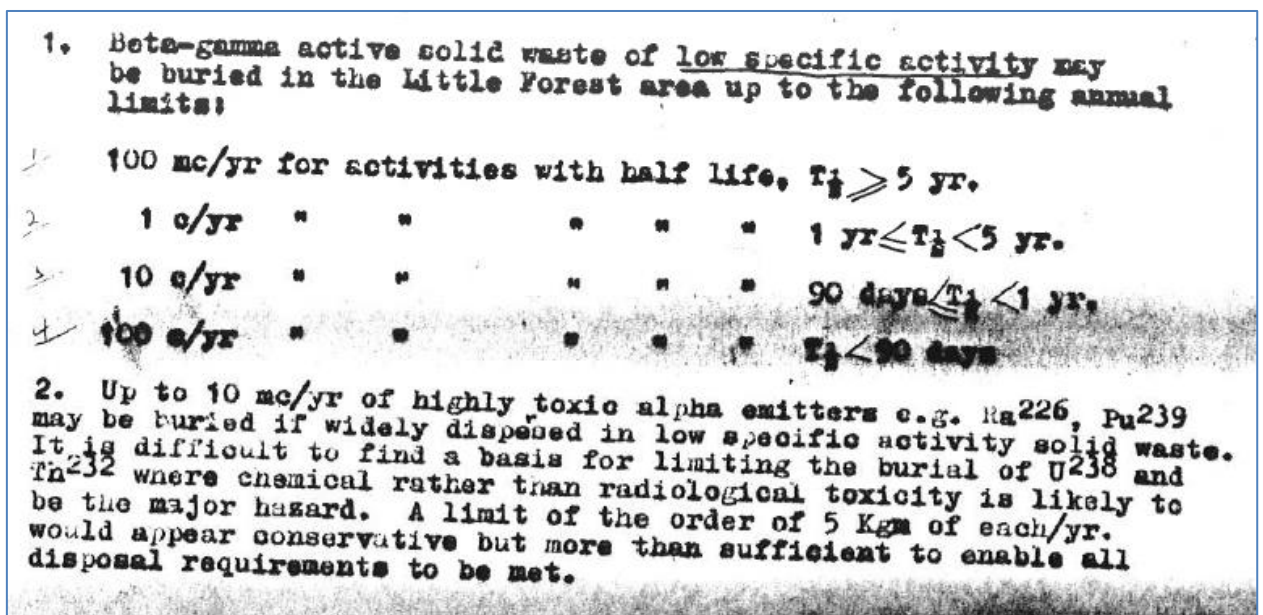 1. Beta-gamma active solid waste of low specific activity may
be buried in the Little Forest area up to the following annual
limits:
1. 100 mc/yr for activities with half life, T½ ⩾ 5 yr.
2. 1 c/yr " " " " " 1 yr ⩽ T½ < 5 yr.
3. 10 c/yr " " " " " 90 days ⩽ T½ < 1 yr.
4. 100 c/yr " " " " " T½ < 90 days
2. Up to 10 mc/yr of highly toxic alpha emitters e.g. Ra226, Pu239
may be buried if widely dispesed in low specific activity solid waste.
It is difficult to find a basis for limiting the burial of U238 and
Th232 where chemical rather than radiological toxicity is likely to
be the major hazard. A limit of the order of 5 Kgm of each/yr.
would appear conservative but more than sufficient to enable all
disposal requirements to be met.